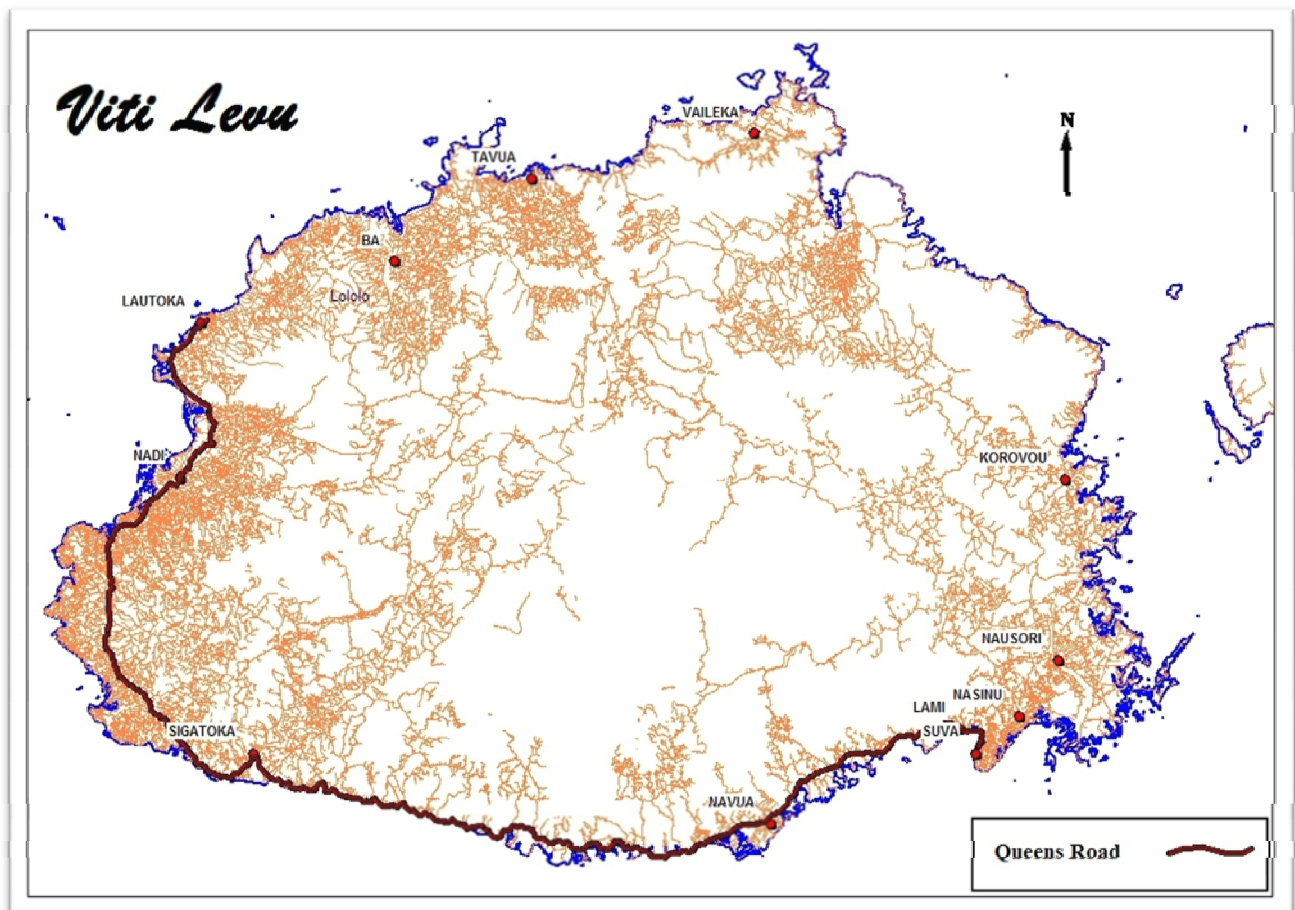 Viti Levu
VAILEKA
N
TAVUA
BA
Lololo
LAUTOKA
NADI
KOROVOU
NAUSORI
NASINU
LAMI
SUVA
SIGATOKA
NAVUA
Queens Road